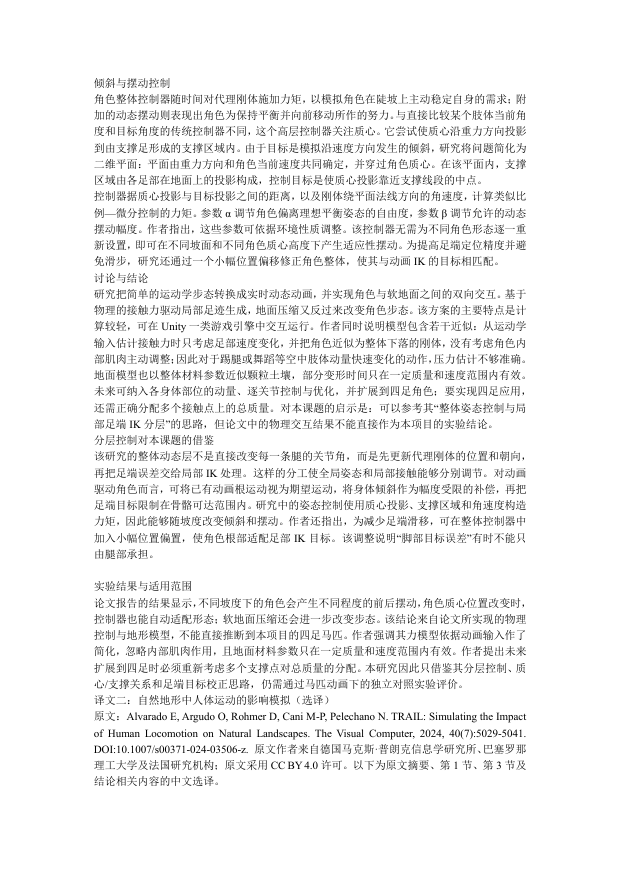 倾斜与摆动控制
角色整体控制器随时间对代理刚体施加力矩，以模拟角色在陡坡上主动稳定自身的需求；附
加的动态摆动则表现出角色为保持平衡并向前移动所作的努力。与直接比较某个肢体当前角
度和目标角度的传统控制器不同，这个高层控制器关注质心。它尝试使质心沿重力方向投影
到由支撑足形成的支撑区域内。由于目标是模拟沿速度方向发生的倾斜，研究将问题简化为
二维平面：平面由重力方向和角色当前速度共同确定，并穿过角色质心。在该平面内，支撑
区域由各足部在地面上的投影构成，控制目标是使质心投影靠近支撑线段的中点。
控制器据质心投影与目标投影之间的距离，以及刚体绕平面法线方向的角速度，计算类似比
例—微分控制的力矩。参数 α 调节角色偏离理想平衡姿态的自由度，参数 β 调节允许的动态
摆动幅度。作者指出，这些参数可依据环境性质调整。该控制器无需为不同角色形态逐一重
新设置，即可在不同坡面和不同角色质心高度下产生适应性摆动。为提高足端定位精度并避
免滑步，研究还通过一个小幅位置偏移修正角色整体，使其与动画 IK 的目标相匹配。
讨论与结论
研究把简单的运动学步态转换成实时动态动画，并实现角色与软地面之间的双向交互。基于
物理的接触力驱动局部足迹生成，地面压缩又反过来改变角色步态。该方案的主要特点是计
算较轻，可在 Unity 一类游戏引擎中交互运行。作者同时说明模型包含若干近似：从运动学
输入估计接触力时只考虑足部速度变化，并把角色近似为整体下落的刚体，没有考虑角色内
部肌肉主动调整；因此对于踢腿或舞蹈等空中肢体动量快速变化的动作，压力估计不够准确。
地面模型也以整体材料参数近似颗粒土壤，部分变形时间只在一定质量和速度范围内有效。
未来可纳入各身体部位的动量、逐关节控制与优化，并扩展到四足角色；要实现四足应用，
还需正确分配多个接触点上的总质量。对本课题的启示是：可以参考其“整体姿态控制与局
部足端 IK 分层”的思路，但论文中的物理交互结果不能直接作为本项目的实验结论。
分层控制对本课题的借鉴
该研究的整体动态层不是直接改变每一条腿的关节角，而是先更新代理刚体的位置和朝向，
再把足端误差交给局部 IK 处理。这样的分工使全局姿态和局部接触能够分别调节。对动画
驱动角色而言，可将已有动画根运动视为期望运动，将身体倾斜作为幅度受限的补偿，再把
足端目标限制在骨骼可达范围内。研究中的姿态控制使用质心投影、支撑区域和角速度构造
力矩，因此能够随坡度改变倾斜和摆动。作者还指出，为减少足端滑移，可在整体控制器中
加入小幅位置偏置，使角色根部适配足部 IK 目标。该调整说明“脚部目标误差”有时不能只
由腿部承担。
实验结果与适用范围
论文报告的结果显示，不同坡度下的角色会产生不同程度的前后摆动，角色质心位置改变时，
控制器也能自动适配形态；软地面压缩还会进一步改变步态。该结论来自论文所实现的物理
控制与地形模型，不能直接推断到本项目的四足马匹。作者强调其力模型依据动画输入作了
简化，忽略内部肌肉作用，且地面材料参数只在一定质量和速度范围内有效。作者提出未来
扩展到四足时必须重新考虑多个支撑点对总质量的分配。本研究因此只借鉴其分层控制、质
心/支撑关系和足端目标校正思路，仍需通过马匹动画下的独立对照实验评价。
译文二：自然地形中人体运动的影响模拟（选译）
原文：Alvarado E, Argudo O, Rohmer D, Cani M-P, Pelechano N. TRAIL: Simulating the Impact
of Human Locomotion on Natural Landscapes. The Visual Computer, 2024, 40(7):5029-5041.
DOI:10.1007/s00371-024-03506-z. 原文作者来自德国马克斯·普朗克信息学研究所、巴塞罗那
理工大学及法国研究机构；原文采用 CC BY 4.0 许可。以下为原文摘要、第 1 节、第 3 节及
结论相关内容的中文选译。